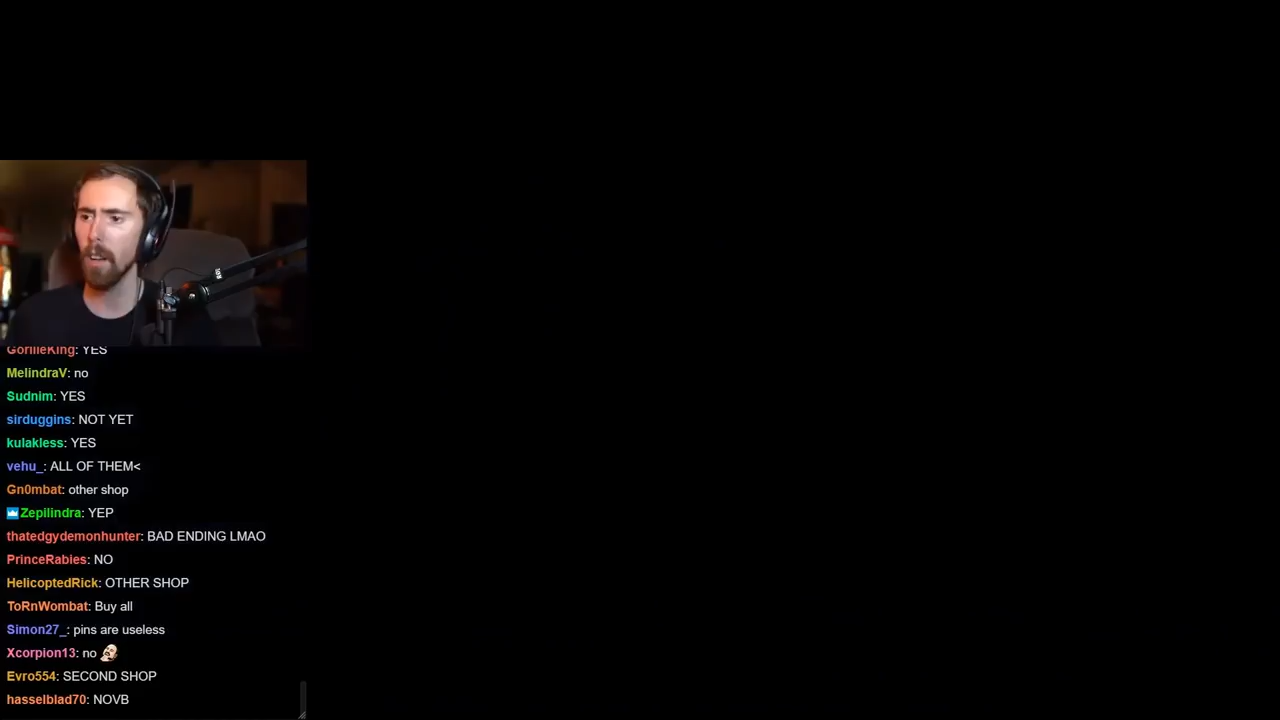 GorilleKing: YES
MelindraV: no
Sudnim: YES
sirduggins: NOT YET
kulakless: YES
vehu_: ALL OF THEM<
Gn0mbat: other shop
Zepilindra: YEP
thatedgydemonhunter: BAD ENDING LMAO
PrinceRabies: NO
HelicoptedRick: OTHER SHOP
ToRnWombat: Buy all
Simon27_: pins are useless
Xcorpion13: no
Evro554: SECOND SHOP
hasselblad70: NOVB